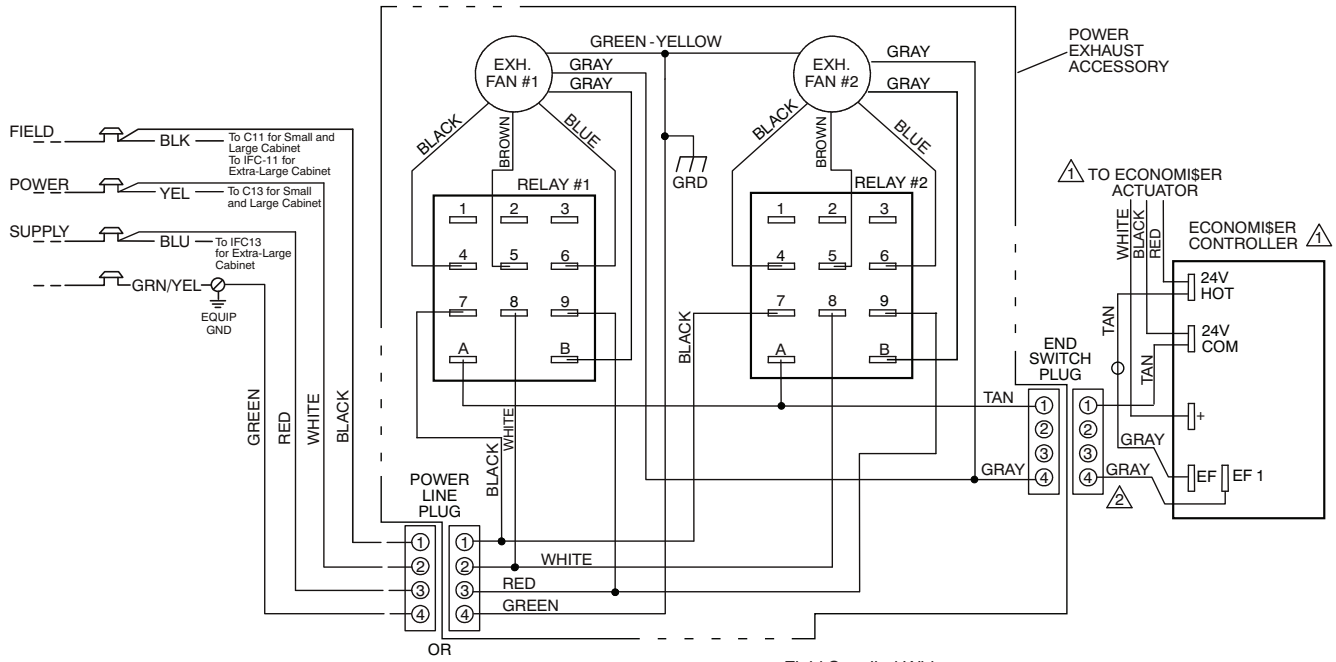 GREEN-YELLOW
POWER
EXHAUST
ACCESSORY
EXH.
FAN #1
GRAY
GRAY
BLACK
BROWN
BLUE
EXH.
FAN #2
GRAY
GRAY
BLACK
BROWN
BLUE
GRD
FIELD
BLK
To C11 for Small and
Large Cabinet
To IFC-11 for
Extra-Large Cabinet
POWER
YEL
To C13 for Small
and Large Cabinet
SUPPLY
BLU
To IFC13
for Extra-Large
Cabinet
GRN/YEL
EQUIP
GND
GREEN
RED
WHITE
BLACK
RELAY #1
1 2 3
4 5 6
7 8 9
A B
RELAY #2
1 2 3
4 5 6
7 8 9
A B
BLACK
WHITE
BLACK
TAN
GRAY
POWER
LINE
PLUG
1 1
2 2
3 3
4 4
WHITE
RED
GREEN
OR
END
SWITCH
PLUG
1 1
2 2
3 3
4 4
1 TO ECONOMI$ER
ACTUATOR
WHITE
BLACK
RED
ECONOMI$ER
CONTROLLER 1
24V
HOT
24V
COM
+
EF EF 1
TAN
TAN
GRAY
GRAY
2